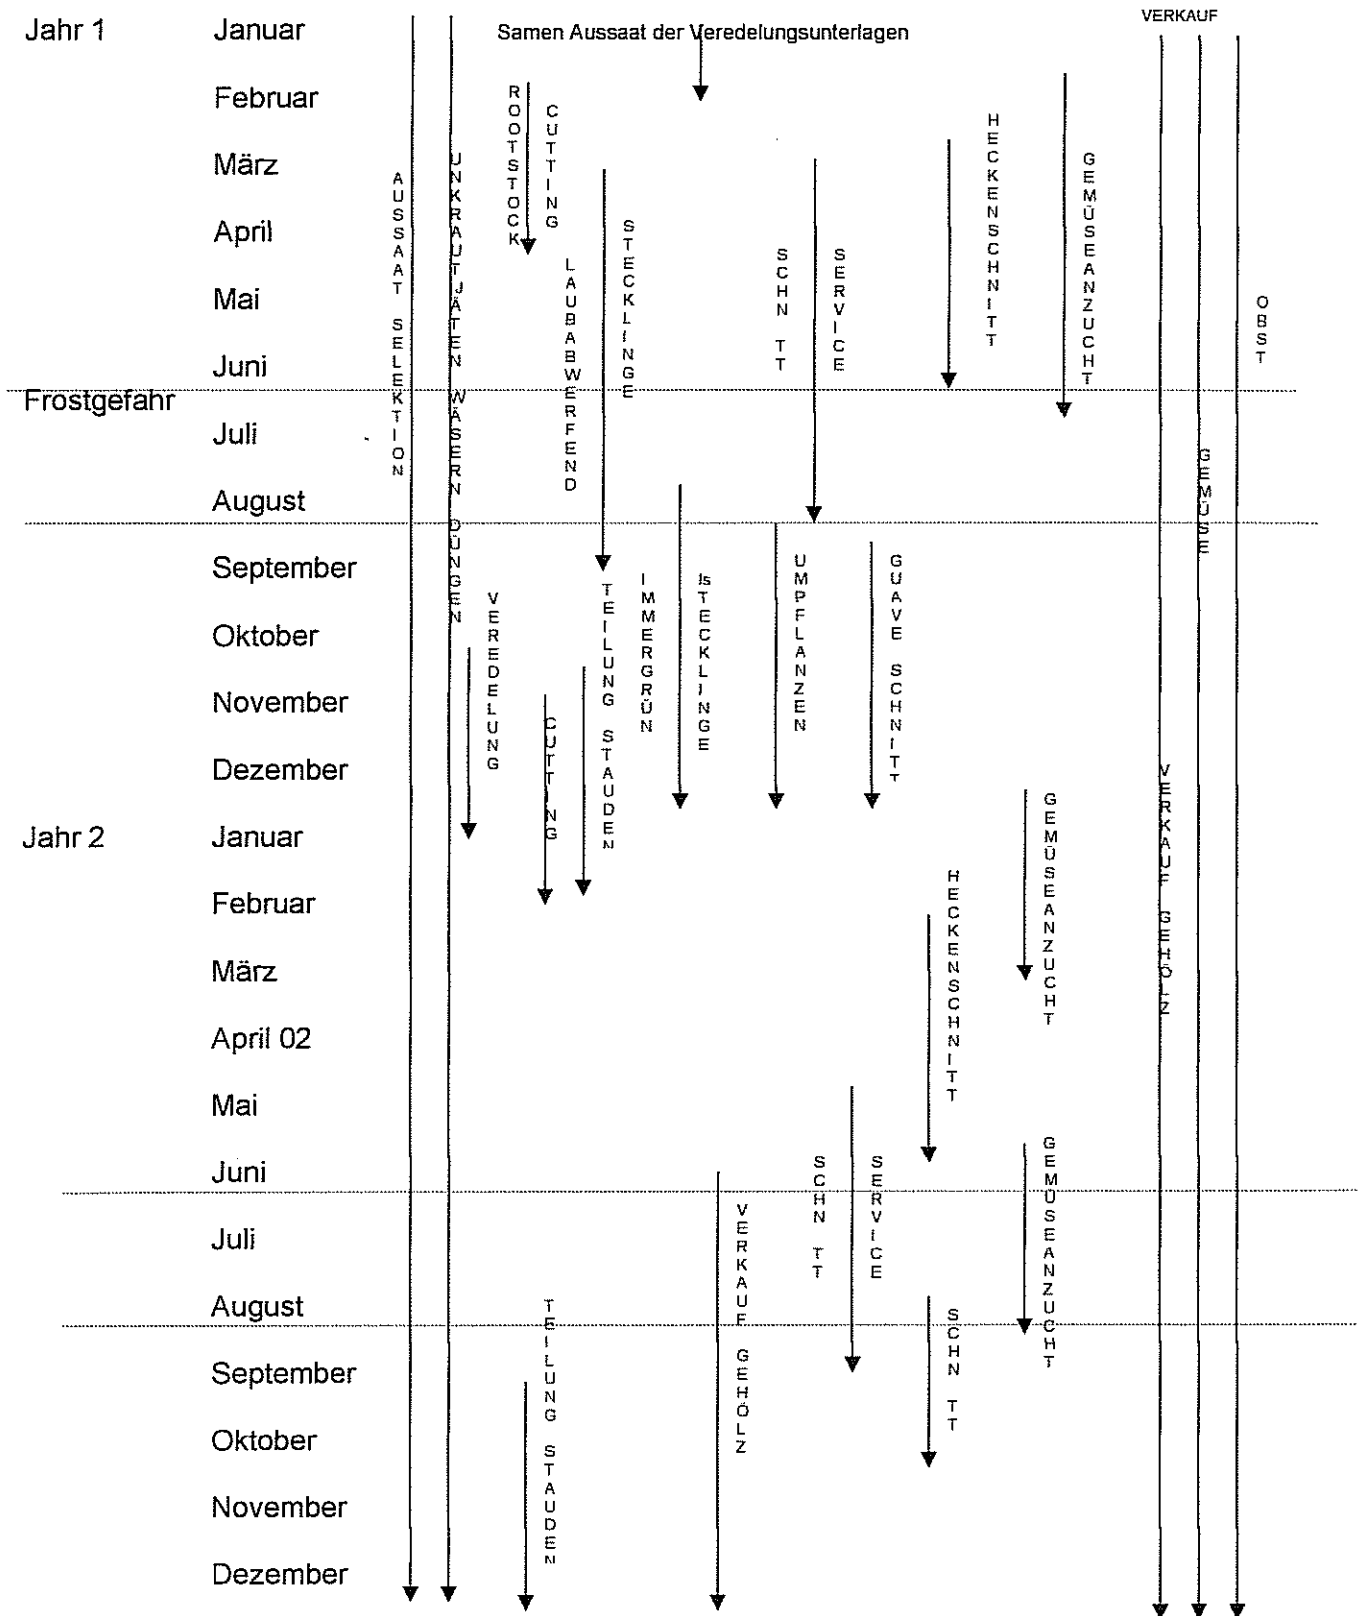 VERKAUF
Jahr 1
Januar
Samen Aussaat der Veredelungsunterlagen
Februar
März
April
Mai
Juni
Frostgefahr
Juli
August
September
Oktober
November
Dezember
Jahr 2
Januar
Februar
März
April 02
Mai
Juni
Juli
August
September
Oktober
November
Dezember
AUSSAAT SELEKTION
UNKRAUTJÄTEN WÄSERN DÜNGEN
ROOTSTOCK
CUTTING
LAUBABWERFEND
STECKLINGE
SCHN TT
SERVICE
HECKENSCHNITT
GEMÜSEANZUCHT
OBST
GEMÜSE
VEREDELUNG
CUTTING
TEILUNG STAUDEN
IMMERGRÜN
IsTECKLINGE
UMPFLANZEN
GUAVE SCHNITT
VERKAUF GEHÖLZ
GEMÜSEANZUCHT
HECKENSCHNITT
SCHN TT
SERVICE
GEMÜSEANZUCHT
VERKAUF GEHÖLZ
SCHN TT
TEILUNG STAUDEN